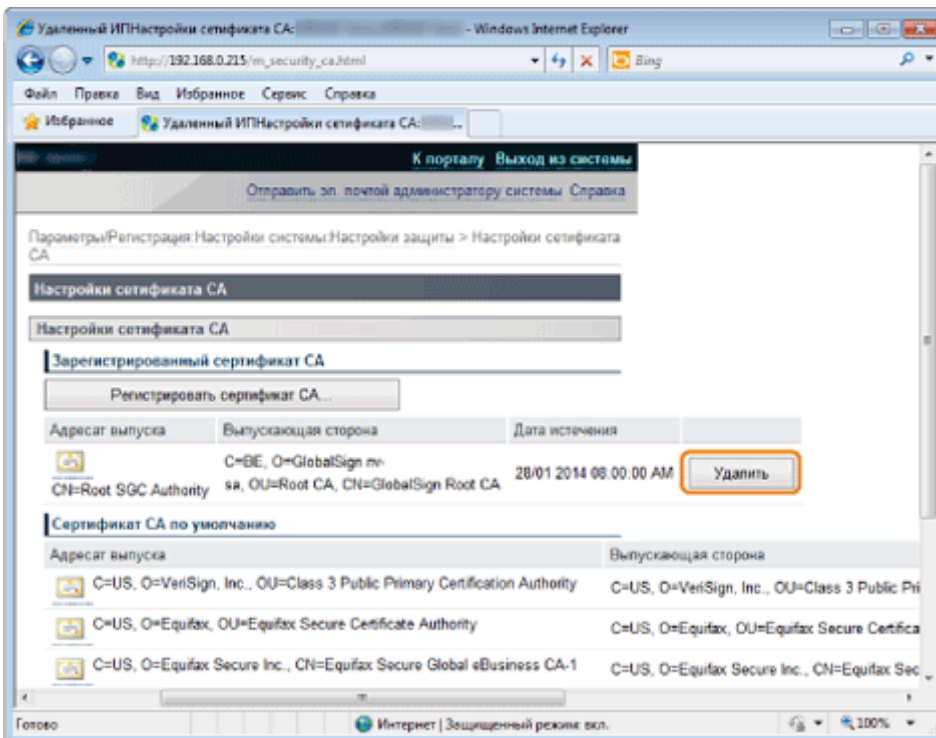 Удаленный ИПНастройки сетификата CA: - Windows Internet Explorer
http://192.168.0.215/m_security_ca.html
Bing
Файл Правка Вид Избранное Сервис Справка
Избранное Удаленный ИПНастройки сетификата CA: ...
К порталу Выход из системы
Отправить эл. почтой администратору системы Справка
Параметры/Регистрация:Настройки системы:Настройки защиты > Настройки сетификата
CA
Настройки сетификата CA
Настройки сетификата CA
Зарегистрированный сертификат CA
Регистрировать сертификат CA...
Адресат выпуска Выпускающая сторона Дата истечения
CN=Root SGC Authority
C=BE, O=GlobalSign nv-
sa, OU=Root CA, CN=GlobalSign Root CA
28/01 2014 08:00:00 AM
Удалить
Сертификат CA по умолчанию
Адресат выпуска Выпускающая сторона
C=US, O=VeriSign, Inc., OU=Class 3 Public Primary Certification Authority C=US, O=VeriSign, Inc., OU=Class 3 Public Pri
C=US, O=Equifax, OU=Equifax Secure Certificate Authority C=US, O=Equifax, OU=Equifax Secure Certifica
C=US, O=Equifax Secure Inc., CN=Equifax Secure Global eBusiness CA-1 C=US, O=Equifax Secure Inc., CN=Equifax Sec
Готово Интернет | Защищенный режим: вкл. 100%